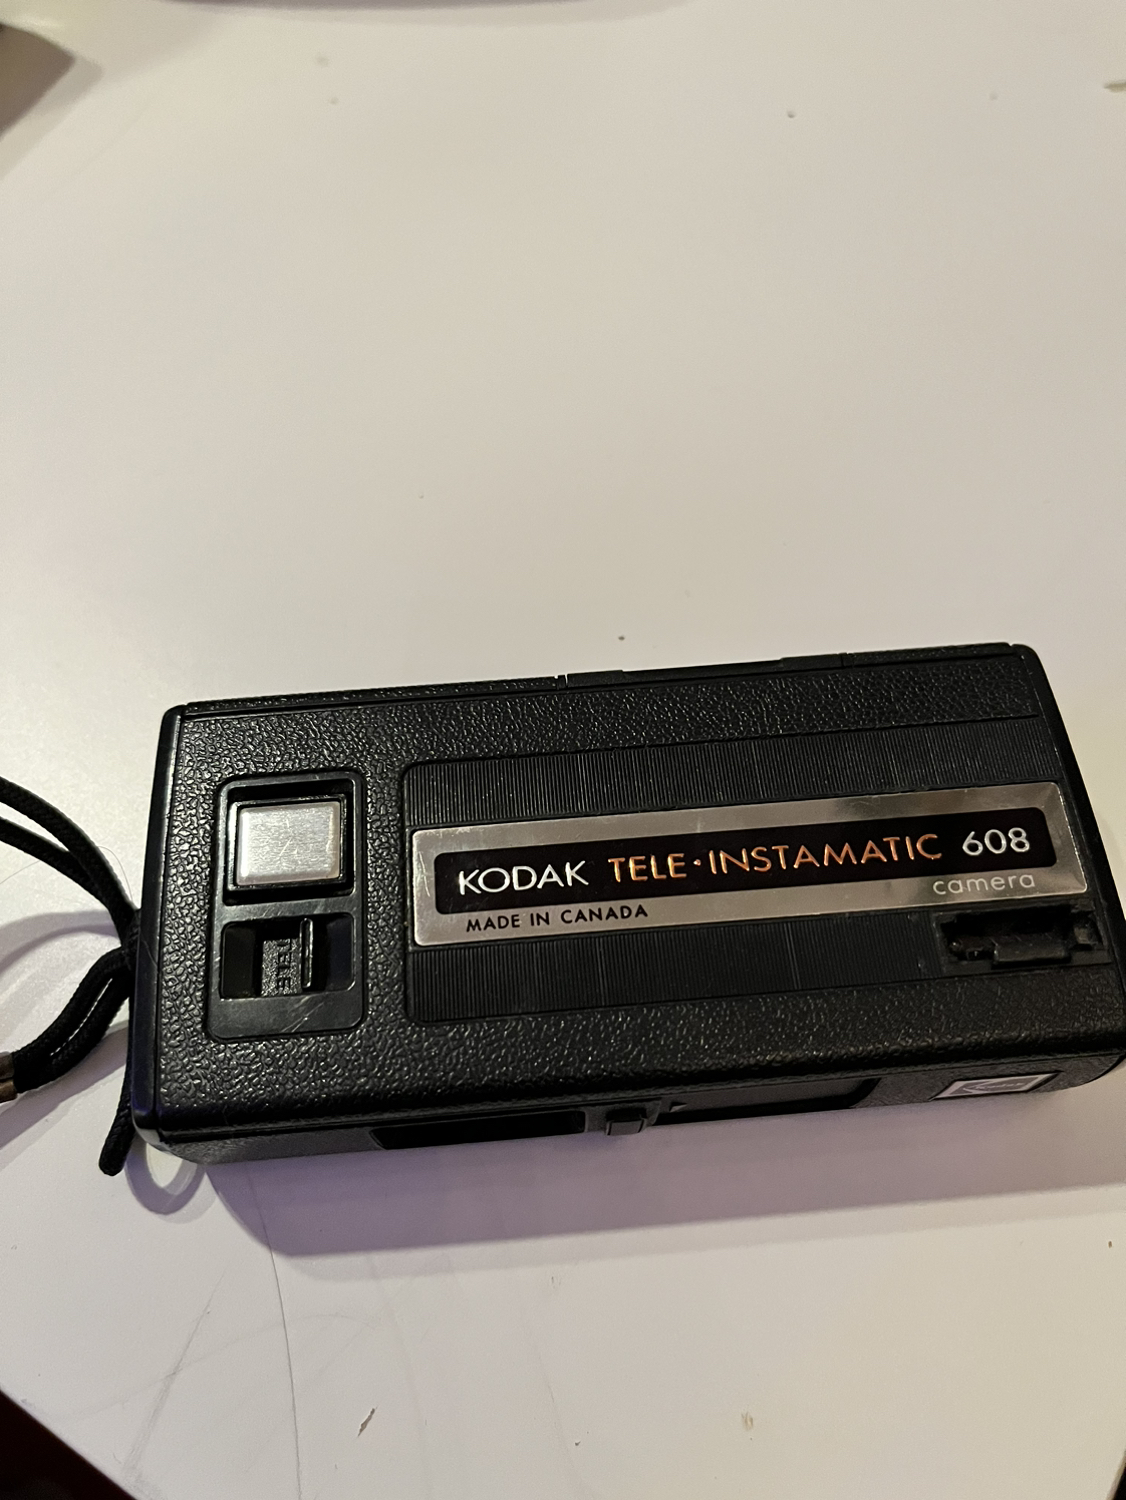 KODAK TELE·INSTAMATIC 608
camera
MADE IN CANADA
TELE